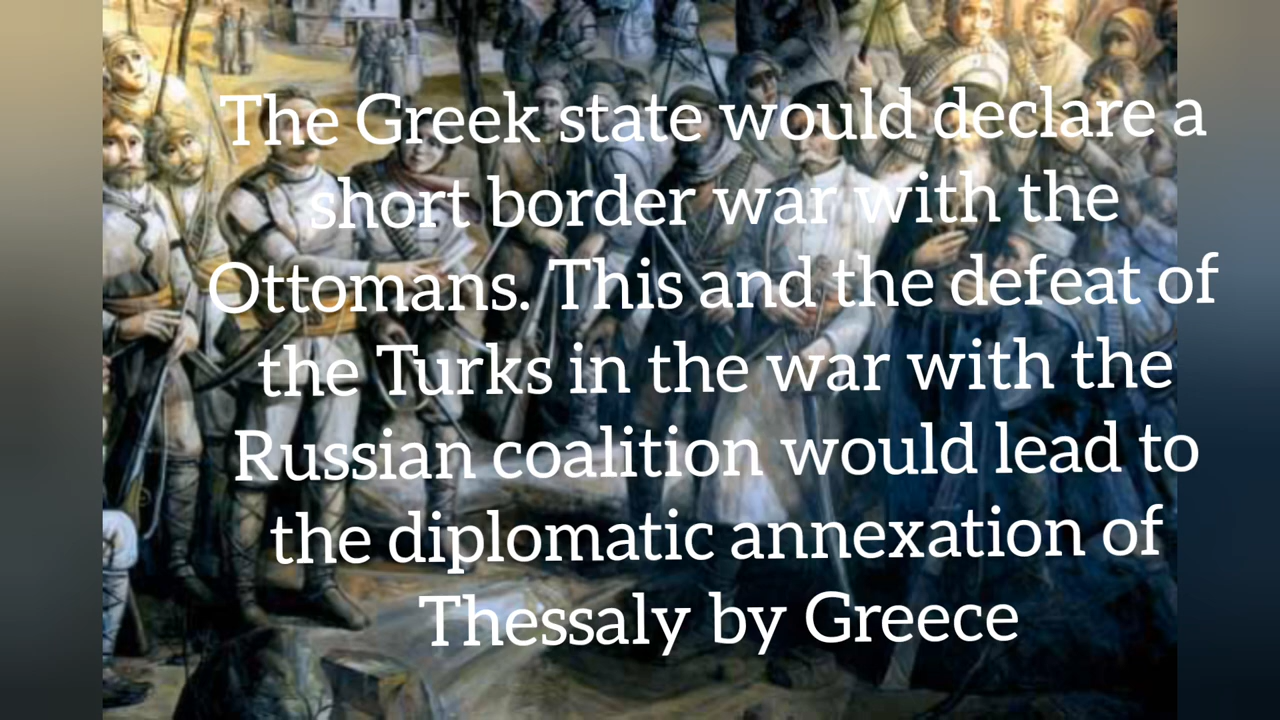 The Greek state would declare a
short border war with the
Ottomans. This and the defeat of
the Turks in the war with the
Russian coalition would lead to
the diplomatic annexation of
Thessaly by Greece